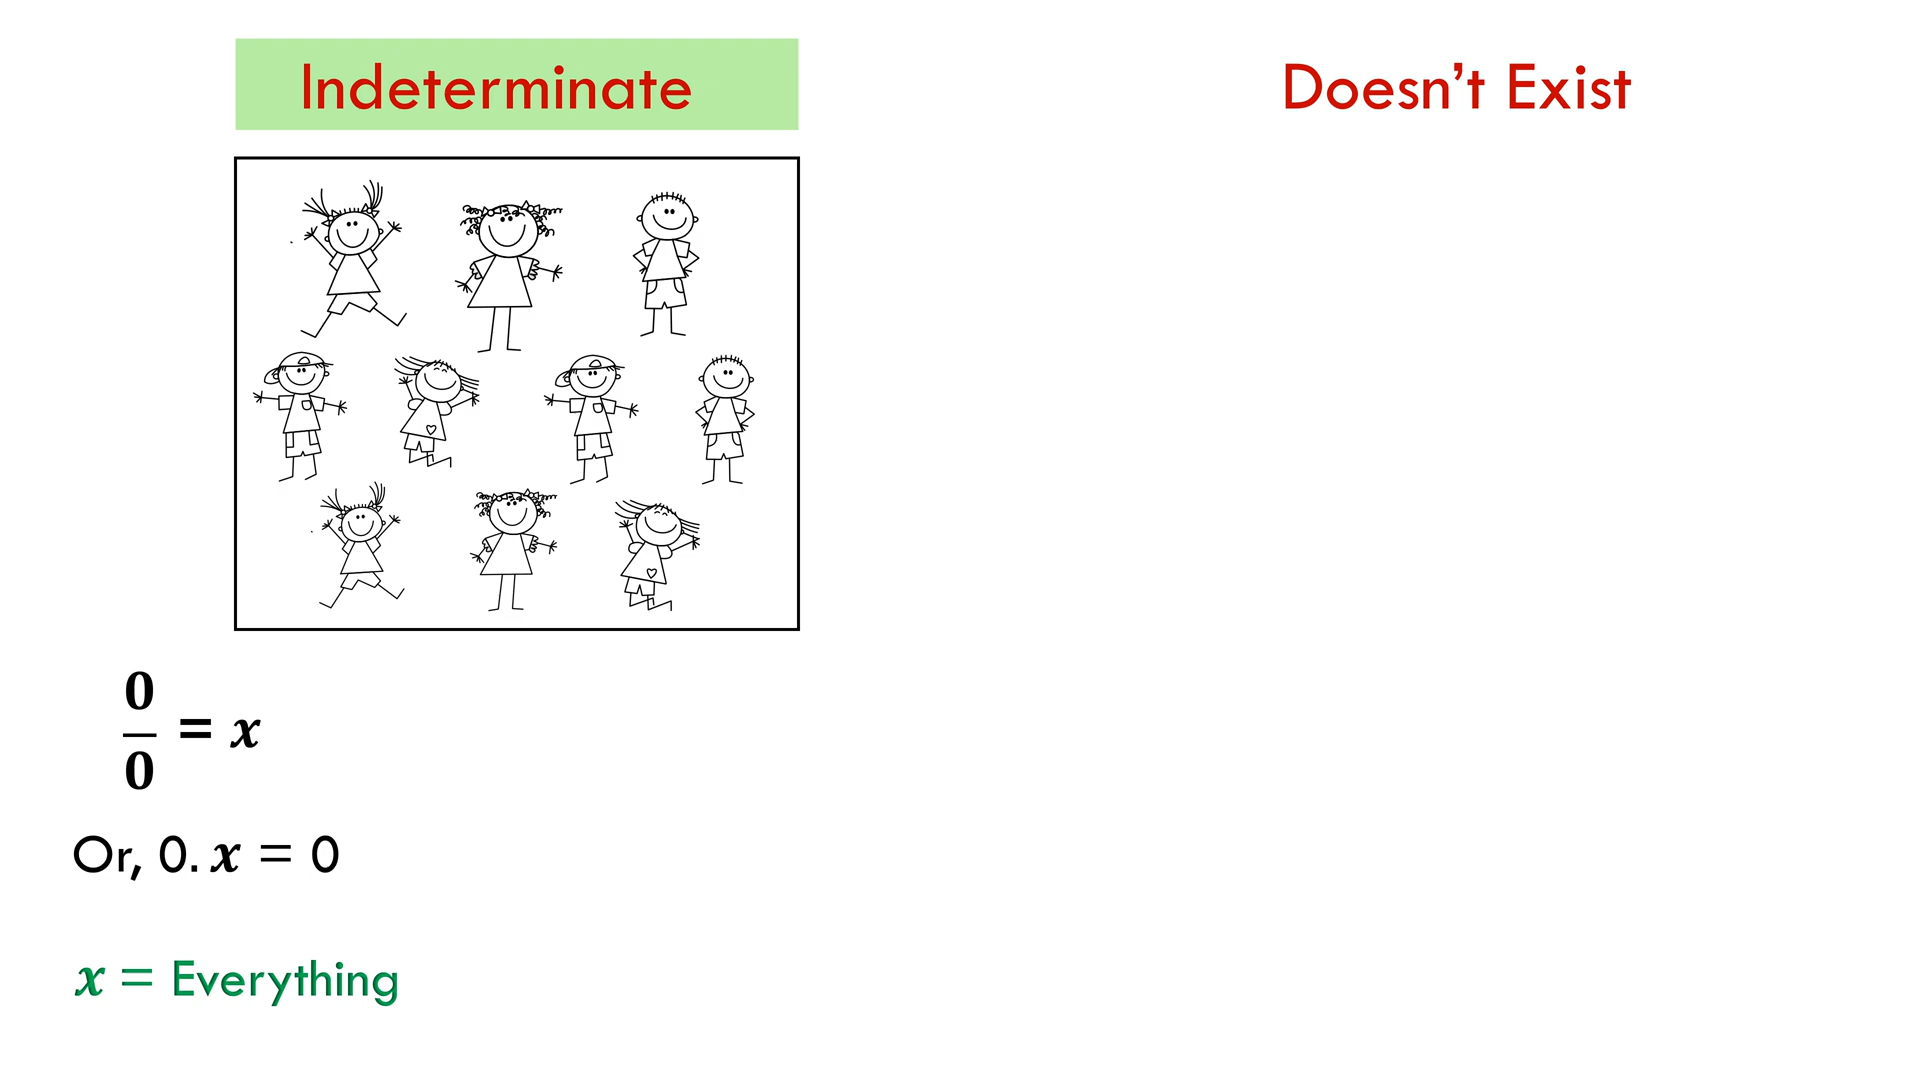 Indeterminate
Doesn’t Exist
0/0 = x
Or, 0. x = 0
x = Everything